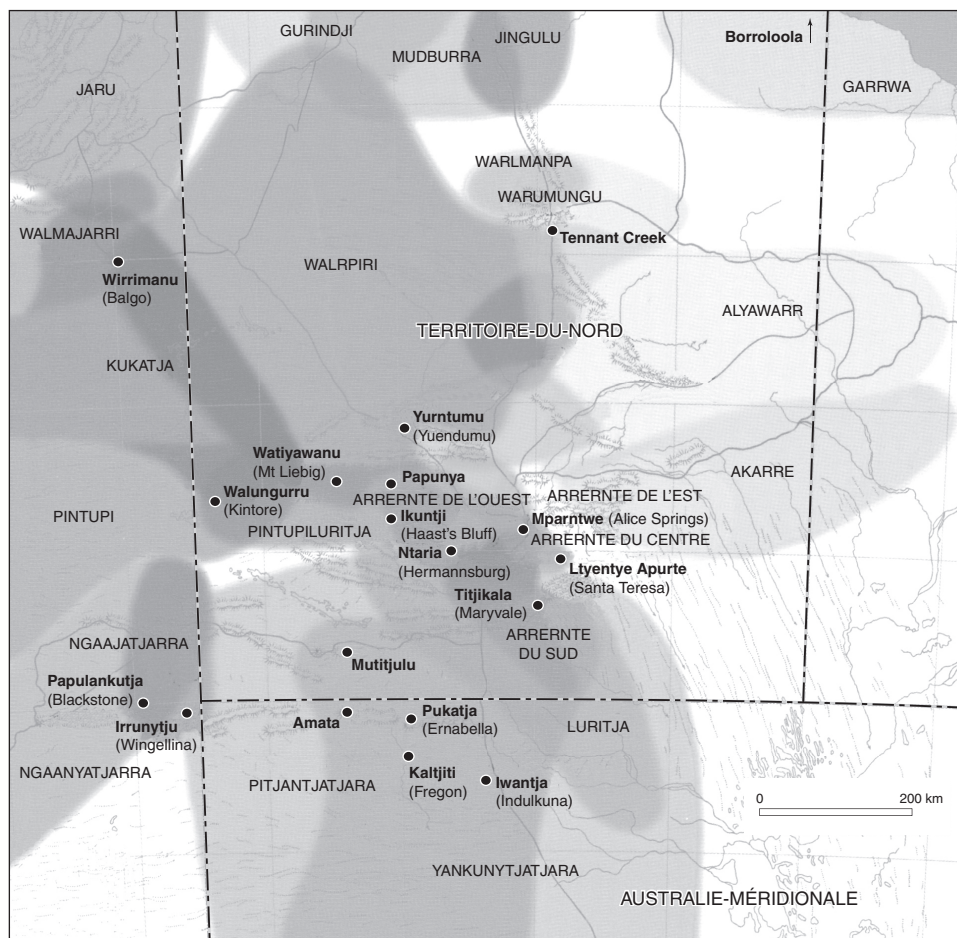 GURINDJI
JINGULU
Borroloola
MUDBURRA
JARU
GARRWA
WARLMANPA
WARUMUNGU
WALMAJARRI
Tennant Creek
WALRPIRI
Wirrimanu
(Balgo)
ALYAWARR
TERRITOIRE-DU-NORD
KUKATJA
Yurntumu
(Yuendumu)
Watiyawanu
(Mt Liebig)
Papunya
AKARRE
Walungurru
(Kintore)
ARRERNTE DE L'OUEST
ARRERNTE DE L'EST
PINTUPI
Ikuntji
(Haast's Bluff)
Mparntwe (Alice Springs)
PINTUPILURITJA
ARRERNTE DU CENTRE
Ntaria
(Hermannsburg)
Ltyentye Apurte
(Santa Teresa)
Titjikala
(Maryvale)
ARRERNTE
DU SUD
NGAAJATJARRA
Mutitjulu
Papulankutja
(Blackstone)
Irrunytju
(Wingellina)
Amata
Pukatja
(Ernabella)
LURITJA
NGAANYATJARRA
PITJANTJATJARA
Kaltjiti
(Fregon)
Iwantja
(Indulkuna)
0 200 km
YANKUNYTJATJARA
AUSTRALIE-MÉRIDIONALE